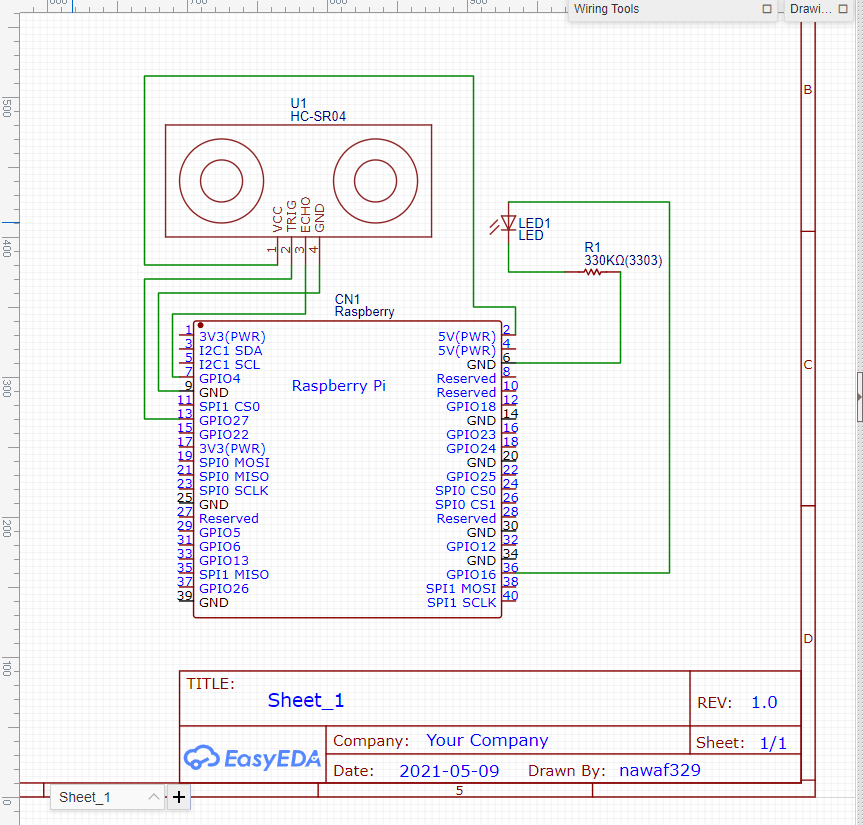 600
700
800
900
Wiring Tools
Drawi...
500
400
300
200
100
0
B
C
D
5
U1
HC-SR04
VCC
TRIG
ECHO
GND
1
2
3
4
LED1
LED
R1
330KΩ(3303)
CN1
Raspberry
Raspberry Pi
1 3V3(PWR) 5V(PWR) 2
3 I2C1 SDA 5V(PWR) 4
5 I2C1 SCL GND 6
7 GPIO4 Reserved 8
9 GND Reserved 10
11 SPI1 CS0 GPIO18 12
13 GPIO27 GND 14
15 GPIO22 GPIO23 16
17 3V3(PWR) GPIO24 18
19 SPI0 MOSI GND 20
21 SPI0 MISO GPIO25 22
23 SPI0 SCLK SPI0 CS0 24
25 GND SPI0 CS1 26
27 Reserved Reserved 28
29 GPIO5 GND 30
31 GPIO6 GPIO12 32
33 GPIO13 GND 34
35 SPI1 MISO GPIO16 36
37 GPIO26 SPI1 MOSI 38
39 GND SPI1 SCLK 40
TITLE:
Sheet_1
REV: 1.0
EasyEDA
Company: Your Company
Sheet: 1/1
Date: 2021-05-09 Drawn By: nawaf329
Sheet_1
+